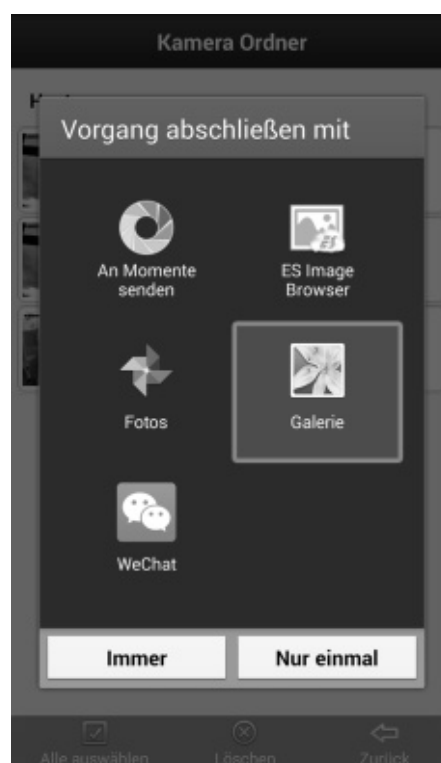 Kamera Ordner
Vorgang abschließen mit
An Momente
senden
ES Image
Browser
Fotos
Galerie
WeChat
Immer
Nur einmal
Alle auswählen
Löschen
Zurück